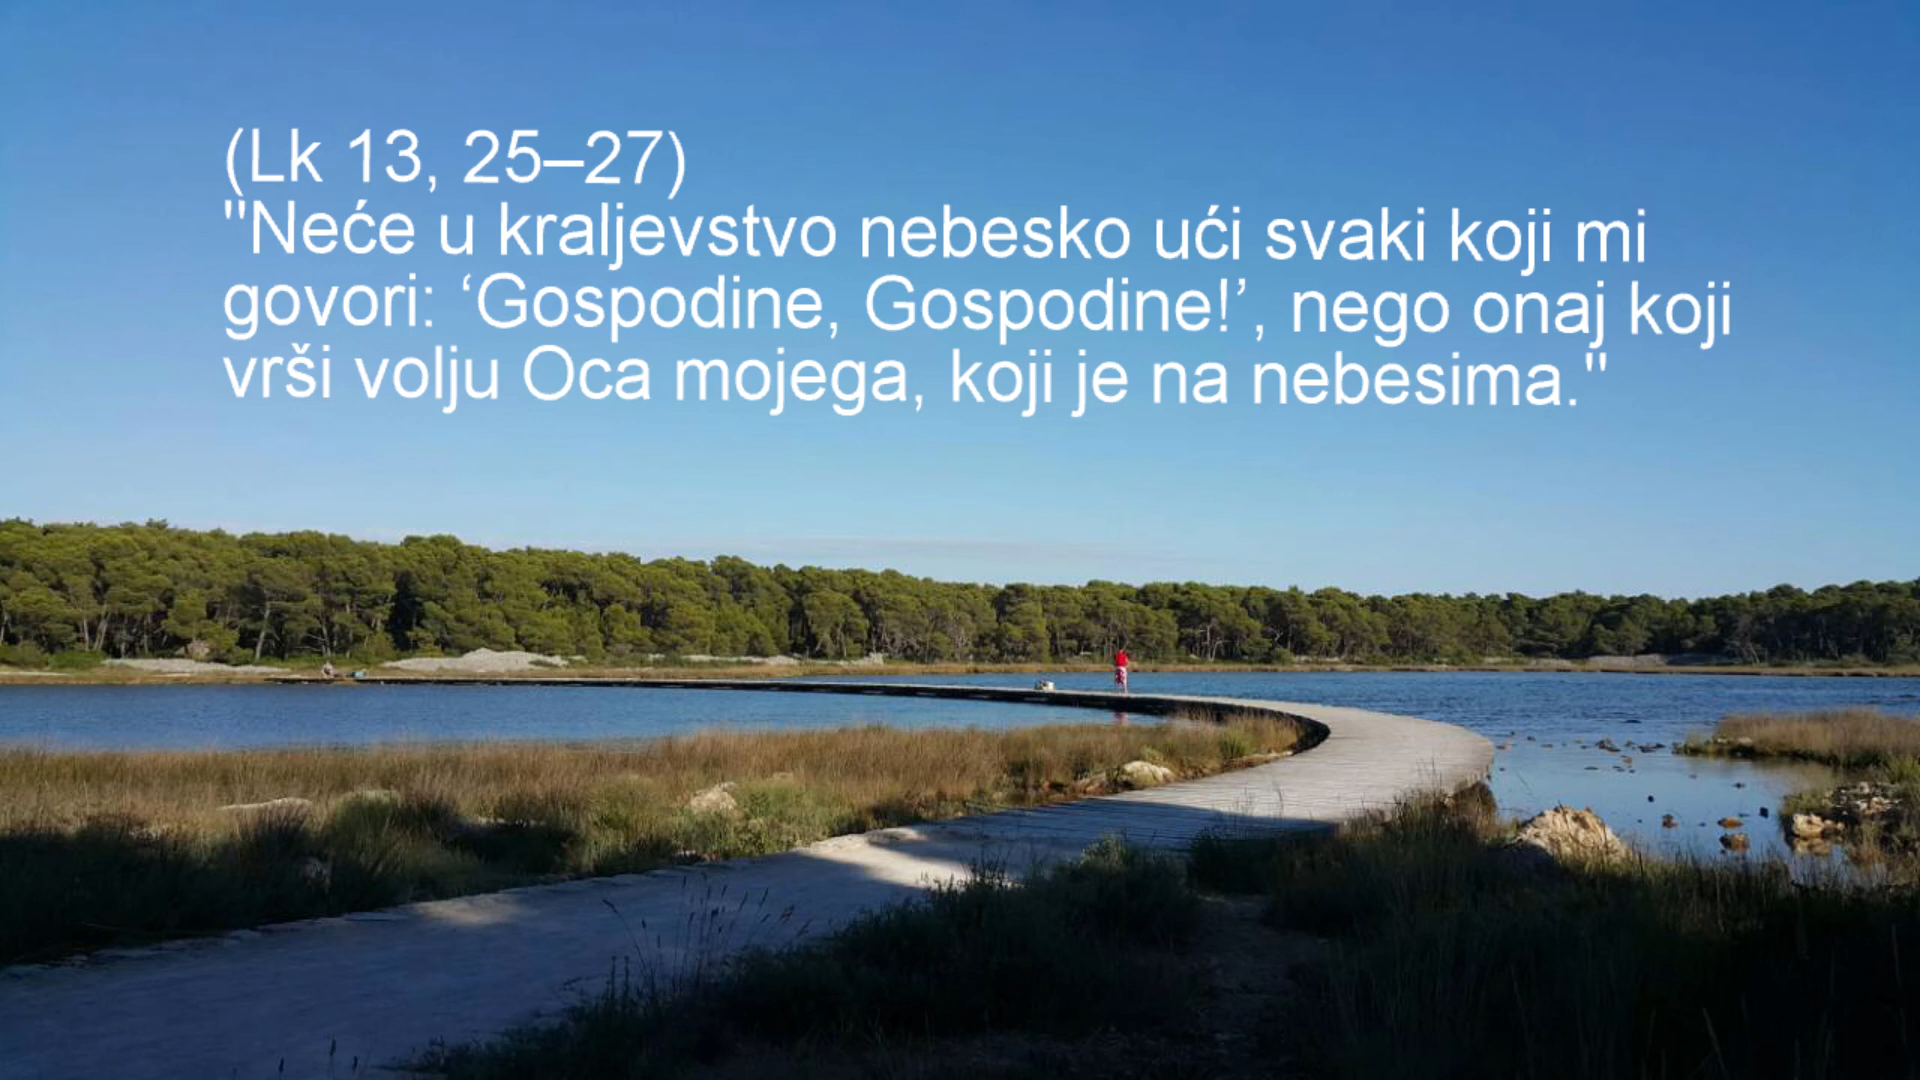 (Lk 13, 25–27)
"Neće u kraljevstvo nebesko ući svaki koji mi
govori: ‘Gospodine, Gospodine!’, nego onaj koji
vrši volju Oca mojega, koji je na nebesima."